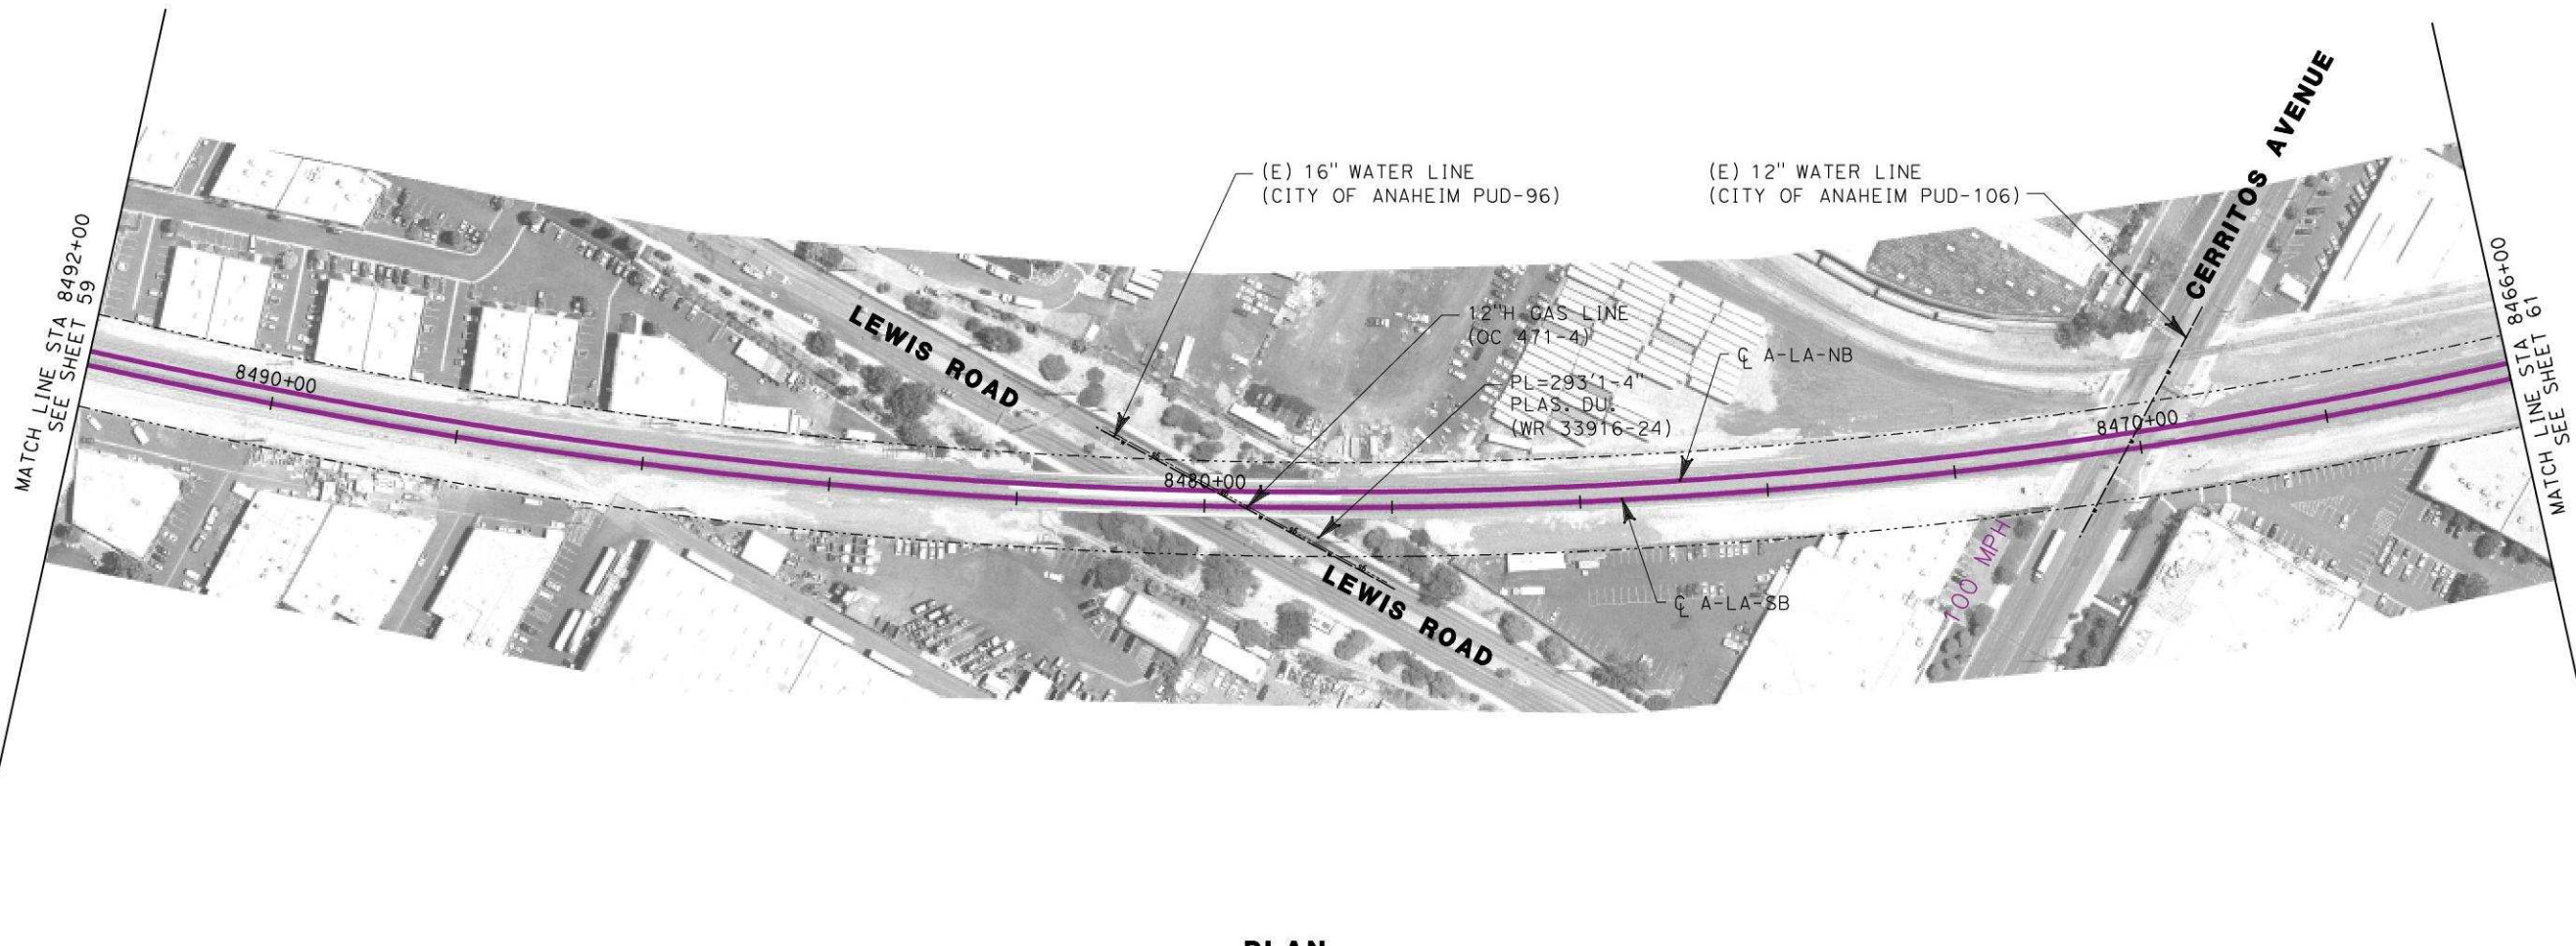 MATCH LINE STA 8492+00
SEE SHEET 59
8490+00
LEWIS ROAD
(E) 16" WATER LINE
(CITY OF ANAHEIM PUD-96)
(E) 12" WATER LINE
(CITY OF ANAHEIM PUD-106)
CERRITOS AVENUE
12"H GAS LINE
(OC 471-4)
℄ A-LA-NB
PL=293'1-4"
PLAS. DU.
(WR 33916-24)
8480+00
8470+00
100 MPH
℄ A-LA-SB
LEWIS ROAD
MATCH LINE STA 8466+00
SEE SHEET 61
PLAN